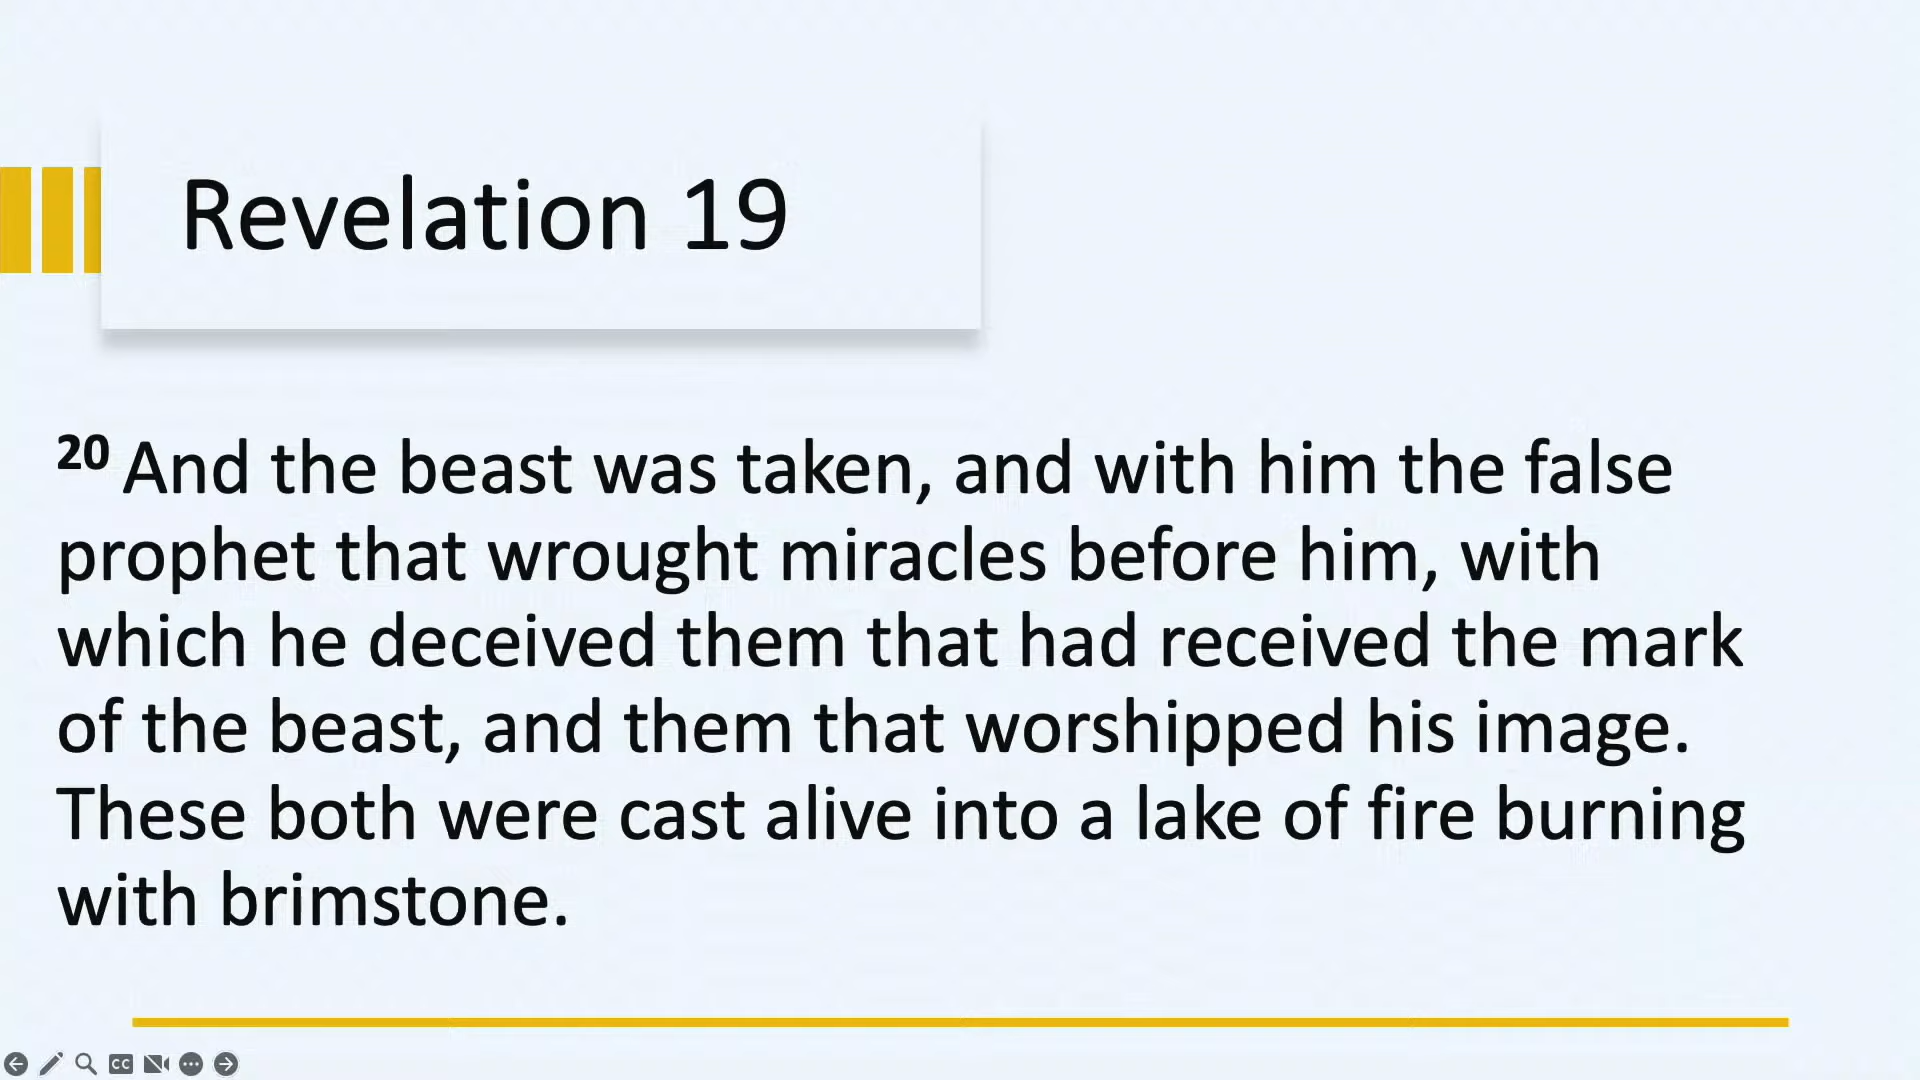 Revelation 19
20 And the beast was taken, and with him the false
prophet that wrought miracles before him, with
which he deceived them that had received the mark
of the beast, and them that worshipped his image.
These both were cast alive into a lake of fire burning
with brimstone.
CC